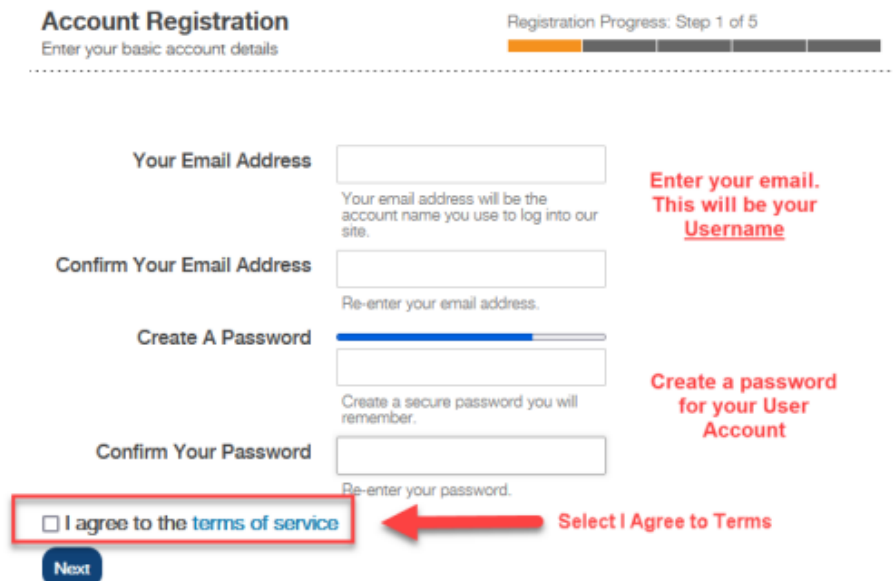 Account Registration
Registration Progress: Step 1 of 5
Enter your basic account details
Your Email Address
Your email address will be the
account name you use to log into our
site.
Enter your email.
This will be your
Username
Confirm Your Email Address
Re-enter your email address.
Create A Password
Create a secure password you will
remember.
Create a password
for your User
Account
Confirm Your Password
Re-enter your password.
I agree to the terms of service
Select I Agree to Terms
Next